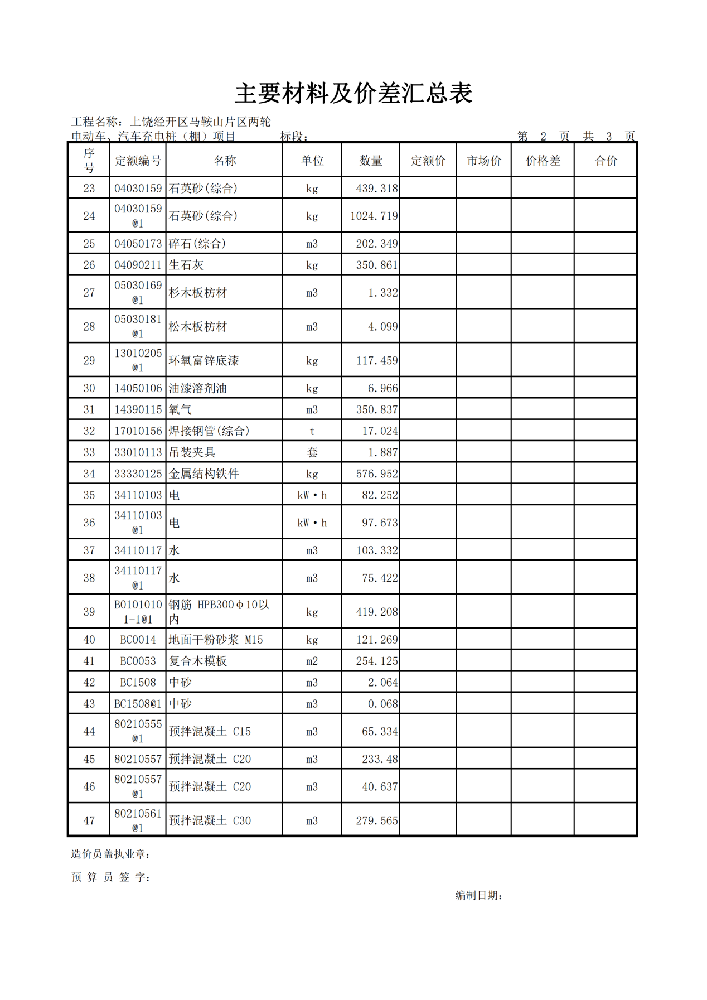 主要材料及价差汇总表
工程名称：上饶经开区马鞍山片区两轮
电动车、汽车充电桩（棚）项目 标段： 第 2 页 共 3 页
序号 定额编号 名称 单位 数量 定额价 市场价 价格差 合价
23 04030159 石英砂(综合) kg 439.318
24 04030159@1 石英砂(综合) kg 1024.719
25 04050173 碎石(综合) m3 202.349
26 04090211 生石灰 kg 350.861
27 05030169@1 杉木板枋材 m3 1.332
28 05030181@1 松木板枋材 m3 4.099
29 13010205@1 环氧富锌底漆 kg 117.459
30 14050106 油漆溶剂油 kg 6.966
31 14390115 氧气 m3 350.837
32 17010156 焊接钢管(综合) t 17.024
33 33010113 吊装夹具 套 1.887
34 33330125 金属结构铁件 kg 576.952
35 34110103 电 kW·h 82.252
36 34110103@1 电 kW·h 97.673
37 34110117 水 m3 103.332
38 34110117@1 水 m3 75.422
39 B01010101-1@1 钢筋 HPB300φ10以内 kg 419.208
40 BC0014 地面干粉砂浆 M15 kg 121.269
41 BC0053 复合木模板 m2 254.125
42 BC1508 中砂 m3 2.064
43 BC1508@1 中砂 m3 0.068
44 80210555@1 预拌混凝土 C15 m3 65.334
45 80210557 预拌混凝土 C20 m3 233.48
46 80210557@1 预拌混凝土 C20 m3 40.637
47 80210561@1 预拌混凝土 C30 m3 279.565
造价员盖执业章：
预 算 员 签 字：
编制日期：